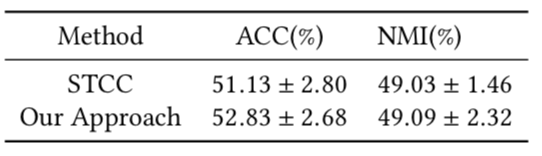 Method ACC(%) NMI(%)
STCC 51.13 ± 2.80 49.03 ± 1.46
Our Approach 52.83 ± 2.68 49.09 ± 2.32